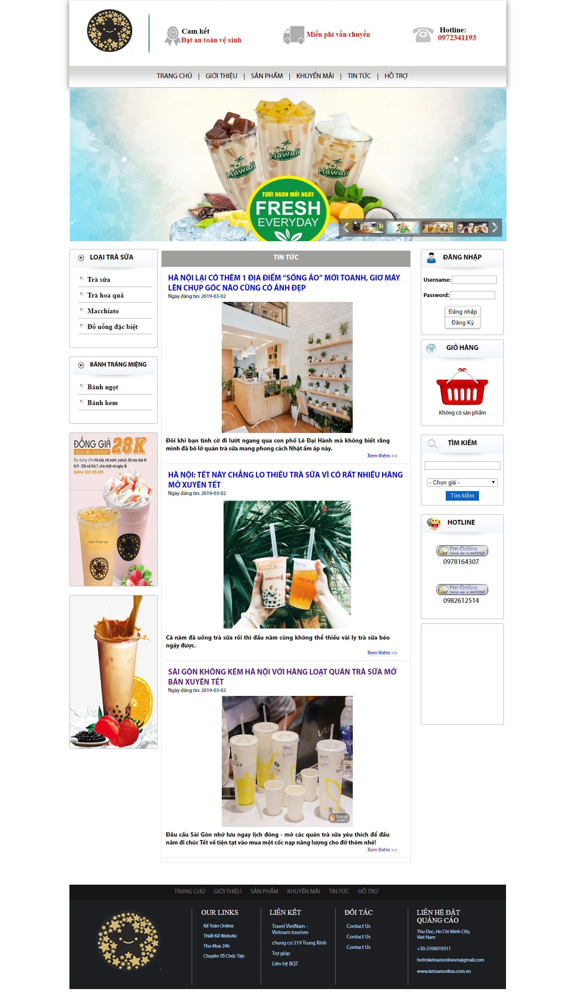 Cam kết
Đạt an toàn vệ sinh
Miễn phí vẫn chuyển
Hotline:
0972341193
TRANG CHỦ | GIỚI THIỆU | SẢN PHẨM | KHUYẾN MÃI | TIN TỨC | HỖ TRỢ
Hawaii
Hawaii
Hawaii
TƯƠI NGON MỖI NGÀY
FRESH
EVERYDAY
LOẠI TRÀ SỮA
Trà sữa
Trà hoa quả
Macchiato
Đồ uống đặc biệt
BÁNH TRÁNG MIỆNG
Bánh ngọt
Bánh kem
ĐỒNG GIÁ 28K
20/11 đến 31/12/2017
Áp dụng cho trà sữa, trà xanh, yakult, đá xay size M
từ 9 - 23h cả thứ 7, chủ nhật và ngày lễ
Hotline: 0243 200 4020
Yakult Chanh Leo
TIN TỨC
HÀ NỘI LẠI CÓ THÊM 1 ĐỊA ĐIỂM “SỐNG ẢO” MỚI TOANH, GIƠ MÁY
LÊN CHỤP GÓC NÀO CŨNG CÓ ẢNH ĐẸP
Ngày đăng tin: 2019-03-02
Đôi khi bạn tình cờ đi lướt ngang qua con phố Lê Đại Hành mà không biết rằng
mình đã bỏ lỡ quán trà sữa mang phong cách Nhật ấm áp này.
Xem thêm >>
HÀ NỘI: TẾT NÀY CHẲNG LO THIẾU TRÀ SỮA VÌ CÓ RẤT NHIỀU HÀNG
MỞ XUYÊN TẾT
Ngày đăng tin: 2019-03-02
Kenh14.vn
GONG CHA
GONG CHA
Cả năm đã uống trà sữa rồi thì đầu năm cũng không thể thiếu vài ly trà sữa béo
ngậy được.
Xem thêm >>
SÀI GÒN KHÔNG KÉM HÀ NỘI VỚI HÀNG LOẠT QUÁN TRÀ SỮA MỞ
BÁN XUYÊN TẾT
Ngày đăng tin: 2019-03-02
Quán xá
Đầu cầu Sài Gòn nhớ lưu ngay lịch đóng - mở các quán trà sữa yêu thích để đầu
năm đi chúc Tết về tiện tạt vào mua một cốc nạp năng lượng cho đỡ thèm nhé!
Xem thêm >>
ĐĂNG NHẬP
Username:
Password:
Đăng nhập
Đăng Ký
GIỎ HÀNG
Không có sản phẩm
TÌM KIẾM
- Chọn giá -
Tìm kiếm
HOTLINE
I'm Online
Send me a message
0978164307
I'm Online
Send me a message
0982612514
TRANG CHỦ GIỚI THIỆU SẢN PHẨM KHUYẾN MÃI TIN TỨC HỖ TRỢ
OUR LINKS
Kế Toán Online
Thiết Kế Website
Thu Mua 24h
Chuyên Tổ Chức Tiệc
LIÊN KẾT
Travel VietNam -
Vietnam tourism
chung cư 219 Trung Kính
Trợ giúp
Liên hệ BQT
ĐỐI TÁC
Contact Us
Contact Us
Contact Us
LIÊN HỆ ĐẶT
QUẢNG CÁO
Thu Duc, Ho Chi Minh City,
Viet Nam
+30-2106019311
hotroketoanonlinevn@gmail.com
www.ketoanonline.com.vn